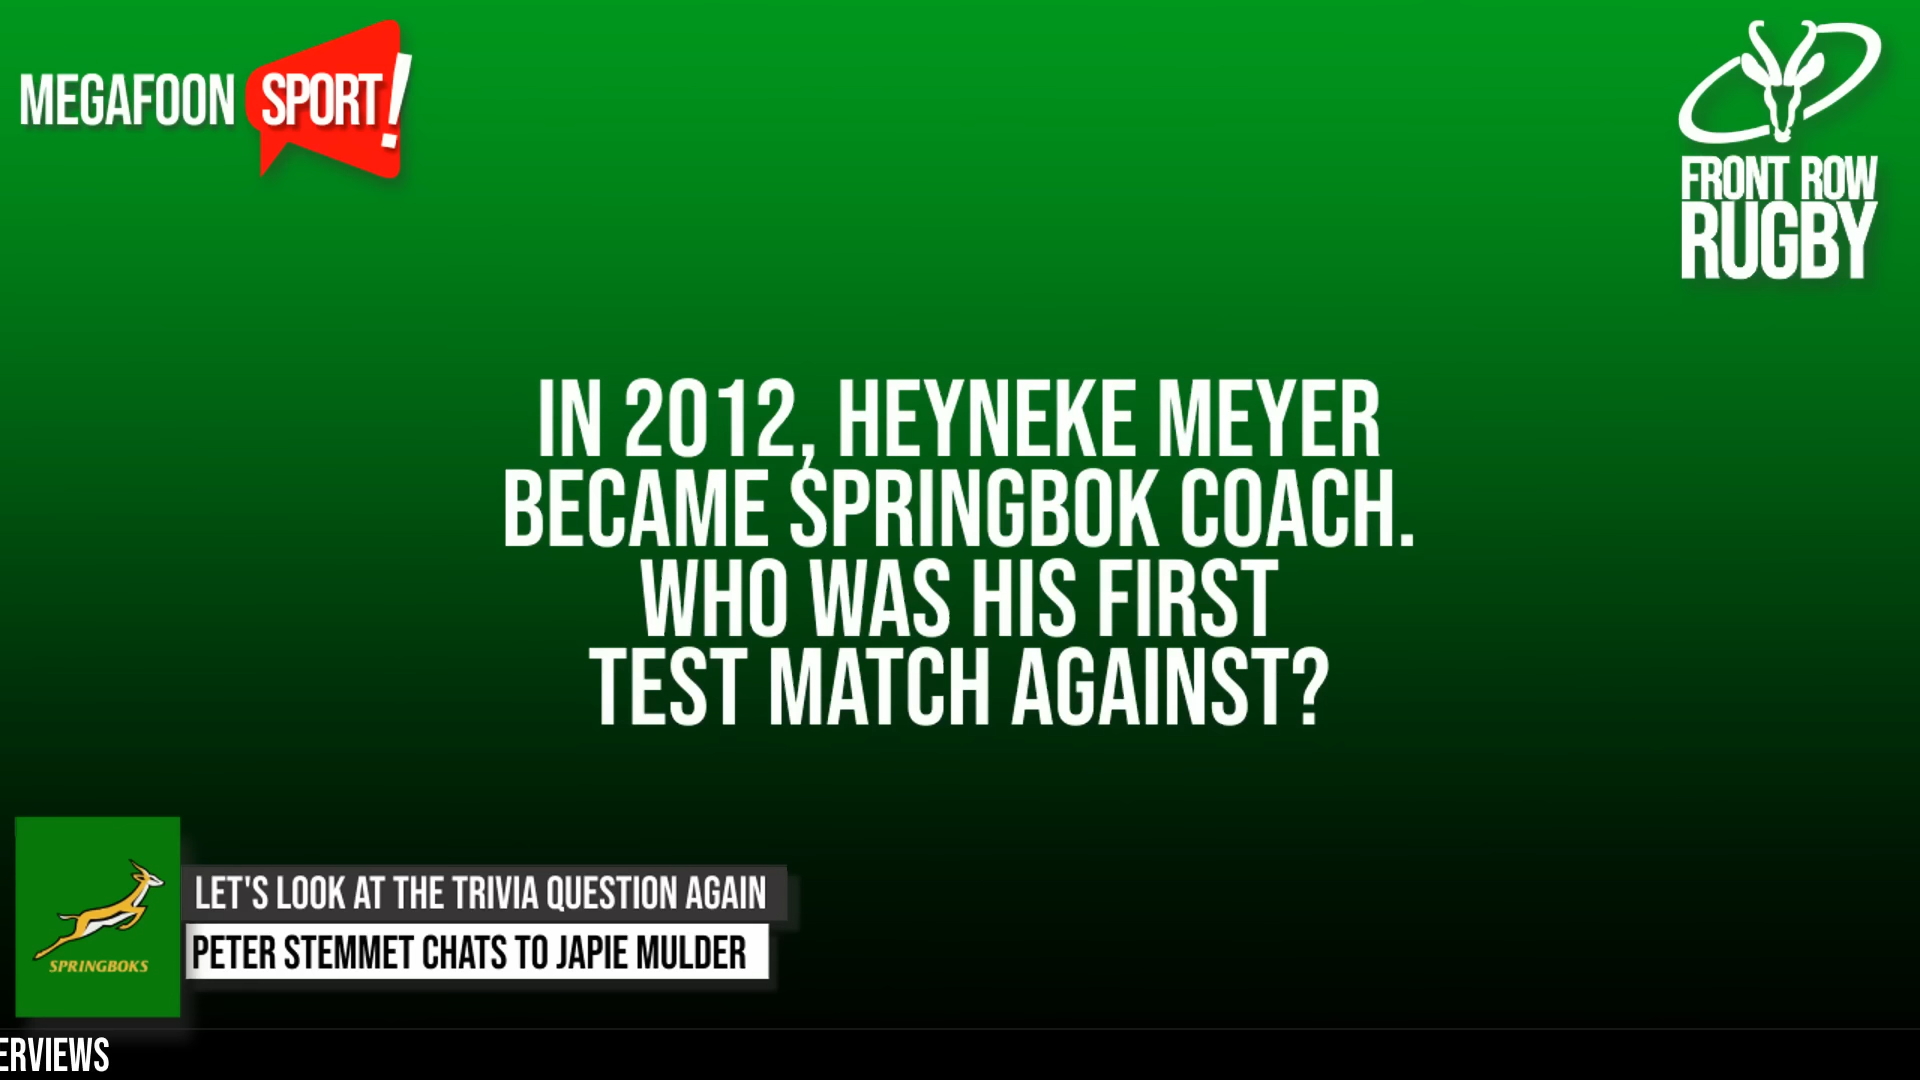 MEGAFOON SPORT!
FRONT ROW
RUGBY
IN 2012, HEYNEKE MEYER
BECAME SPRINGBOK COACH.
WHO WAS HIS FIRST
TEST MATCH AGAINST?
SPRINGBOKS
LET'S LOOK AT THE TRIVIA QUESTION AGAIN
PETER STEMMET CHATS TO JAPIE MULDER
ERVIEWS